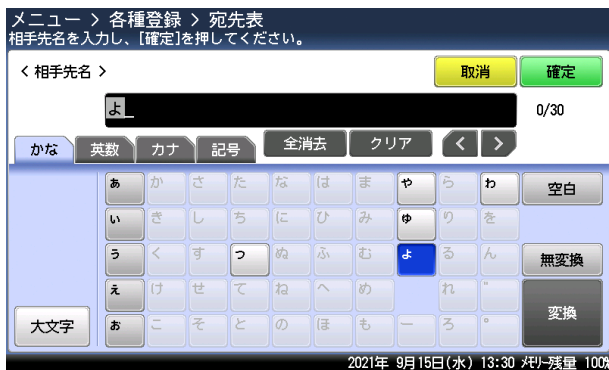 メニュー > 各種登録 > 宛先表
相手先名を入力し、[確定]を押してください。
< 相手先名 > 取消 確定
よ_ 0/30
かな 英数 カナ 記号 全消去 クリア < >
あ か さ た な は ま や ら わ 空白
い き し ち に ひ み ゆ り を
う く す つ ぬ ふ む よ る ん 無変換
え け せ て ね へ め れ " 変換
大文字 お こ そ と の ほ も ー ろ °
2021年 9月15日(水) 13:30 メモリー残量 100%